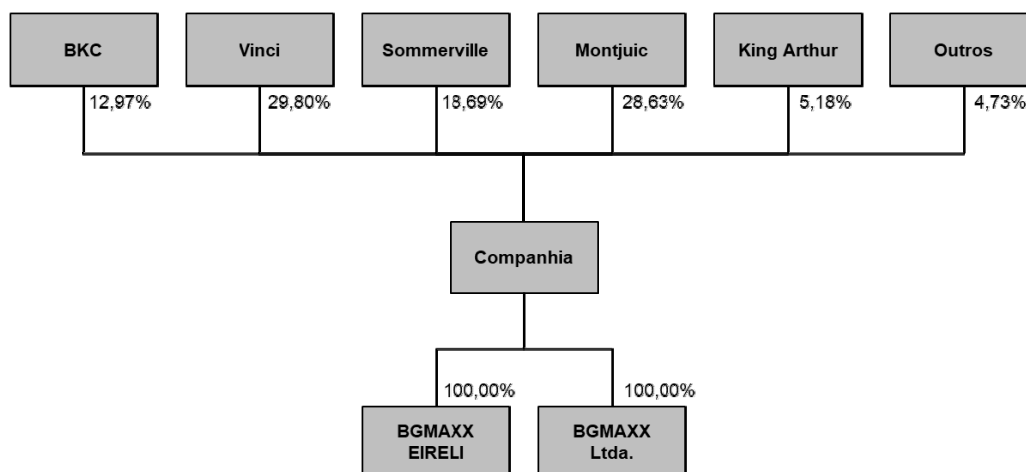 BKC
Vinci
Sommerville
Montjuic
King Arthur
Outros
12,97%
29,80%
18,69%
28,63%
5,18%
4,73%
Companhia
100,00%
100,00%
BGMAXX
EIRELI
BGMAXX
Ltda.